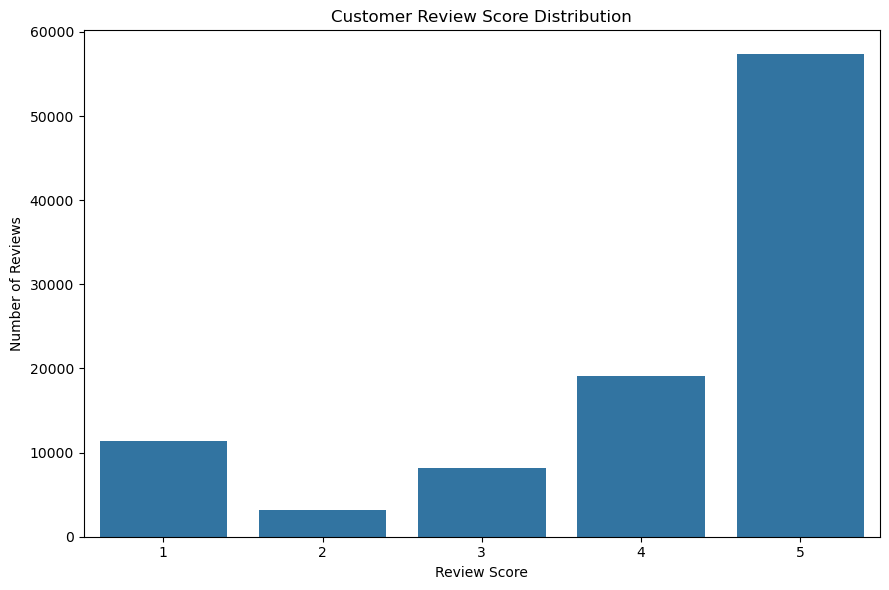 Customer Review Score Distribution
60000
50000
40000
30000
20000
10000
0
Number of Reviews
1 2 3 4 5
Review Score